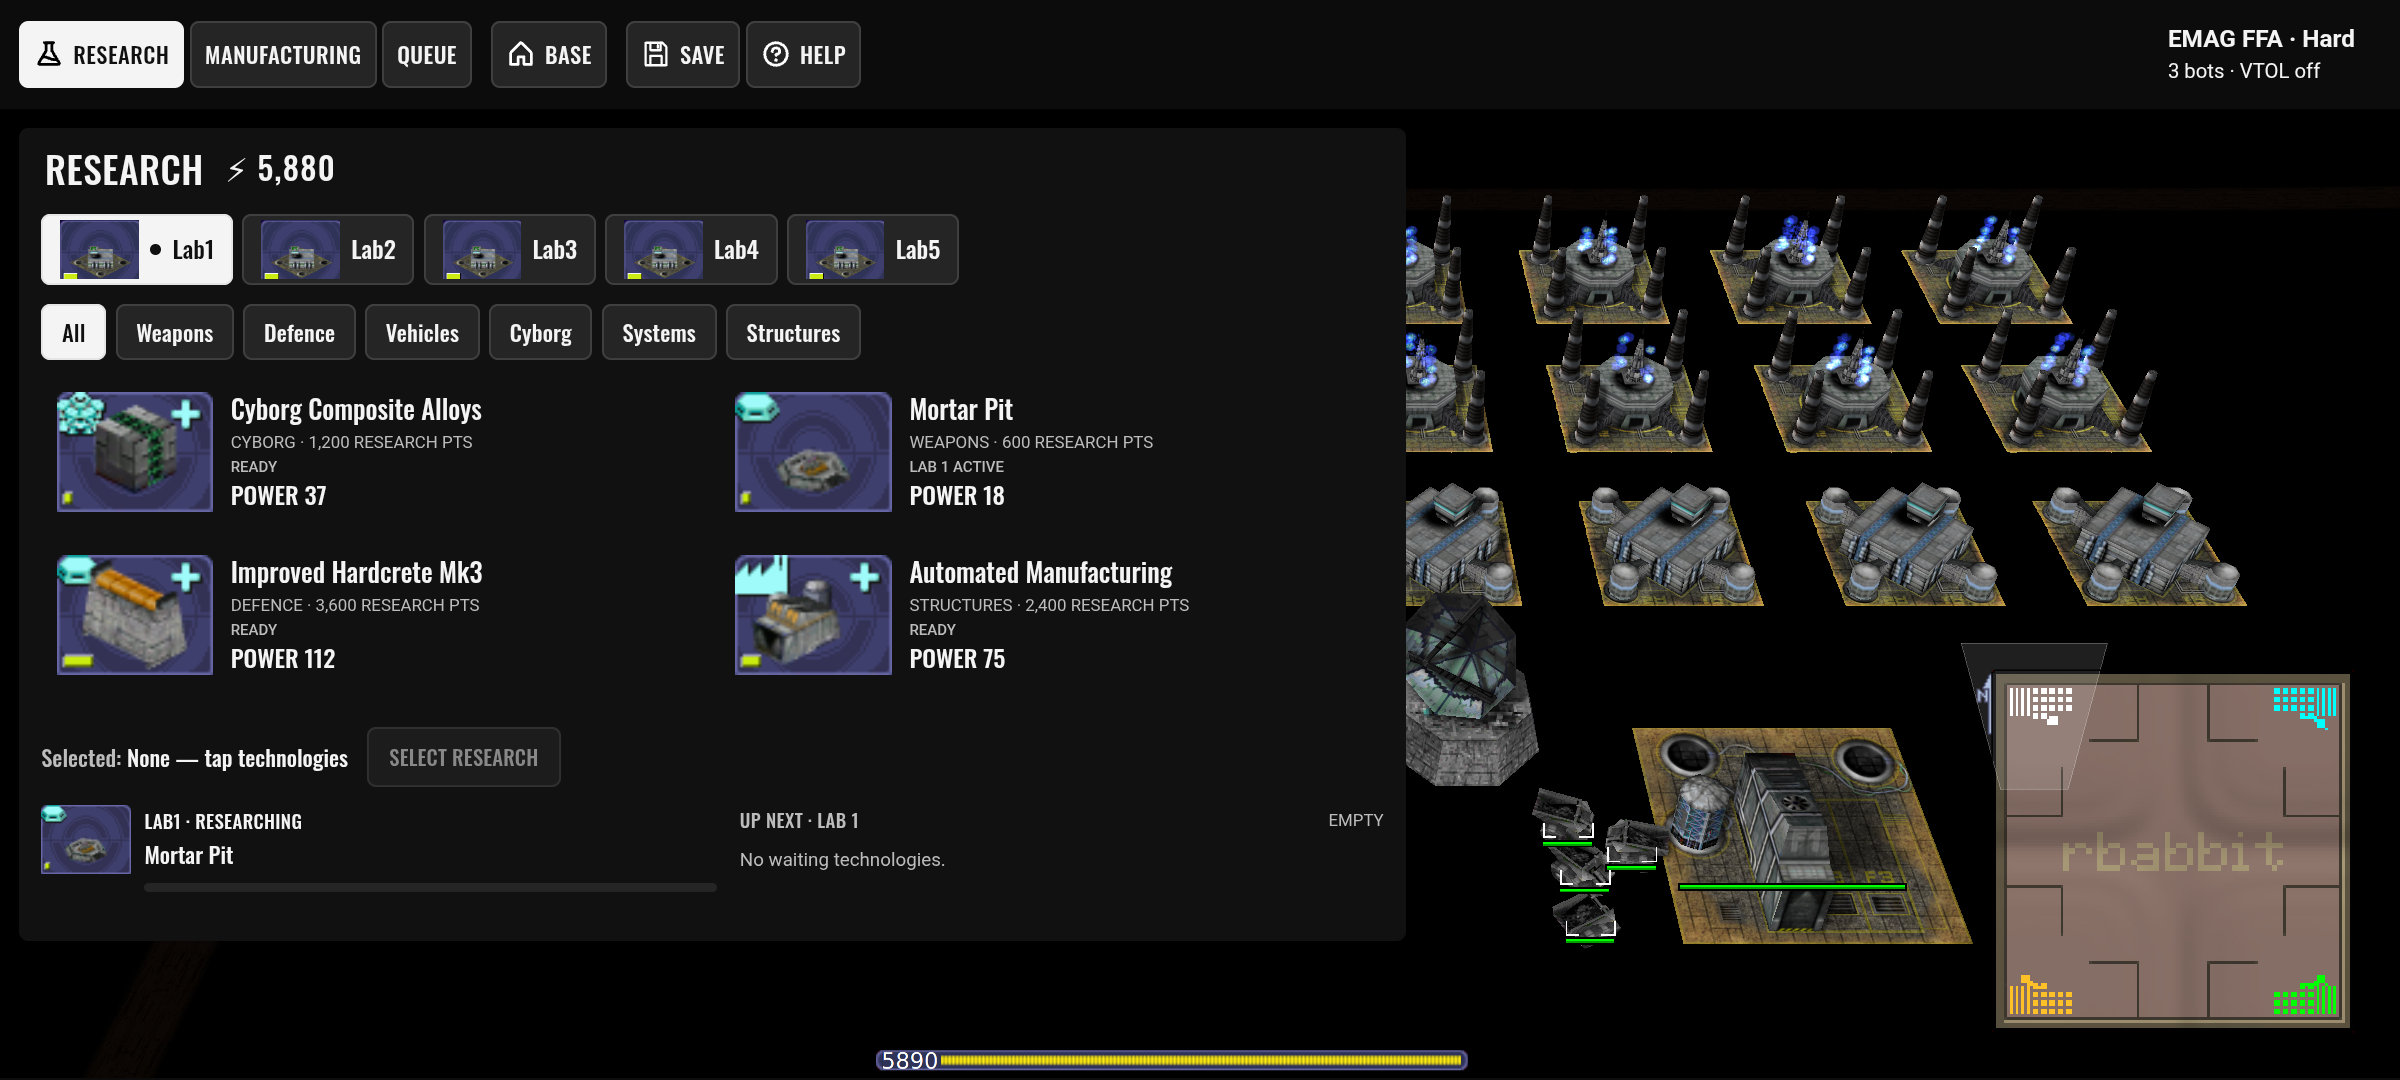 RESEARCH MANUFACTURING QUEUE BASE SAVE HELP
EMAG FFA · Hard
3 bots · VTOL off
RESEARCH ⚡ 5,880
• Lab1 Lab2 Lab3 Lab4 Lab5
All Weapons Defence Vehicles Cyborg Systems Structures
Cyborg Composite Alloys
CYBORG · 1,200 RESEARCH PTS
READY
POWER 37
Mortar Pit
WEAPONS · 600 RESEARCH PTS
LAB 1 ACTIVE
POWER 18
Improved Hardcrete Mk3
DEFENCE · 3,600 RESEARCH PTS
READY
POWER 112
Automated Manufacturing
STRUCTURES · 2,400 RESEARCH PTS
READY
POWER 75
Selected: None — tap technologies SELECT RESEARCH
LAB1 · RESEARCHING
Mortar Pit
UP NEXT · LAB 1 EMPTY
No waiting technologies.
N
rbabbit
5890